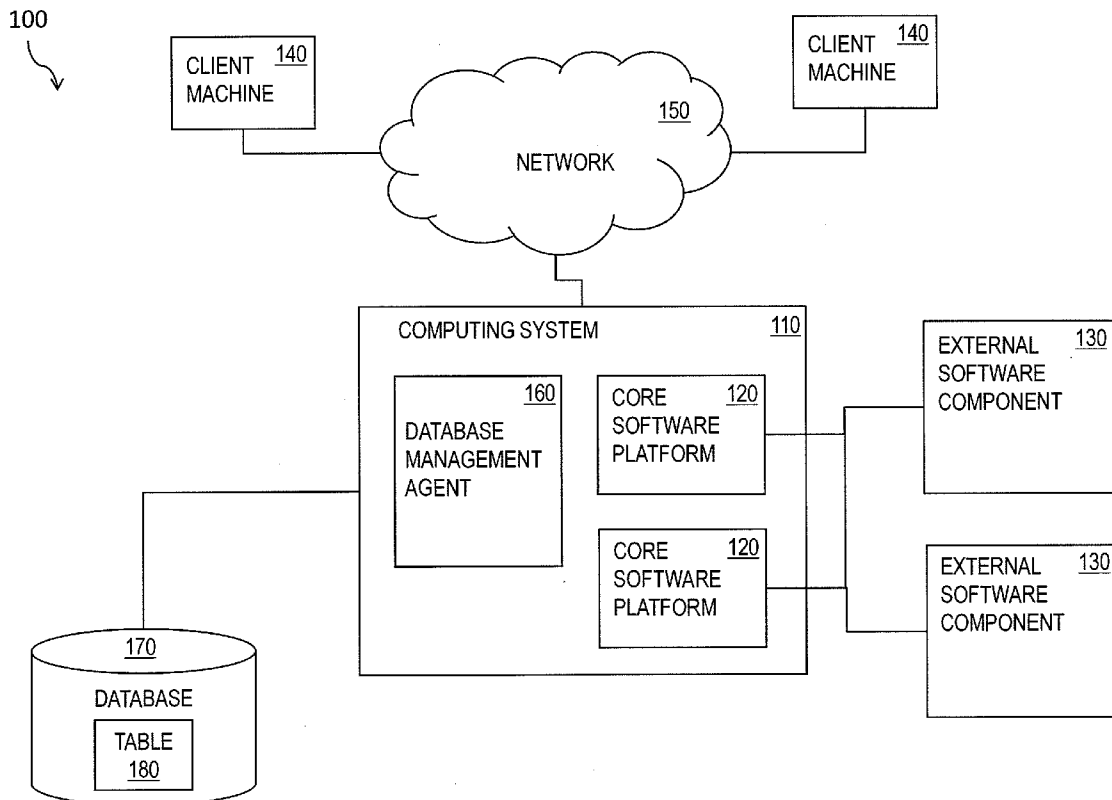 100
CLIENT
MACHINE
140
CLIENT
MACHINE
140
150
NETWORK
COMPUTING SYSTEM
110
160
DATABASE
MANAGEMENT
AGENT
CORE
SOFTWARE
PLATFORM
120
CORE
SOFTWARE
PLATFORM
120
EXTERNAL
SOFTWARE
COMPONENT
130
EXTERNAL
SOFTWARE
COMPONENT
130
170
DATABASE
TABLE
180